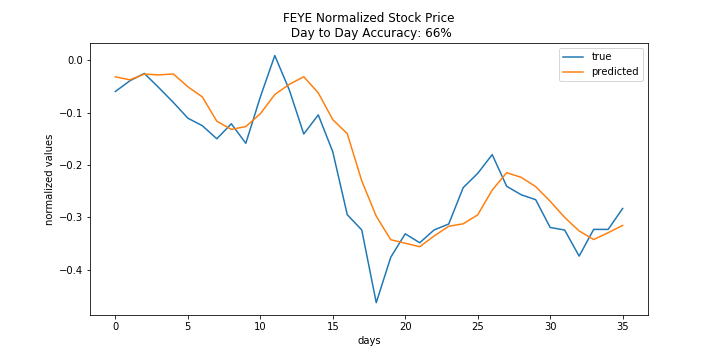 FEYE Normalized Stock Price
Day to Day Accuracy: 66%
true
predicted
normalized values
0.0
−0.1
−0.2
−0.3
−0.4
0 5 10 15 20 25 30 35
days